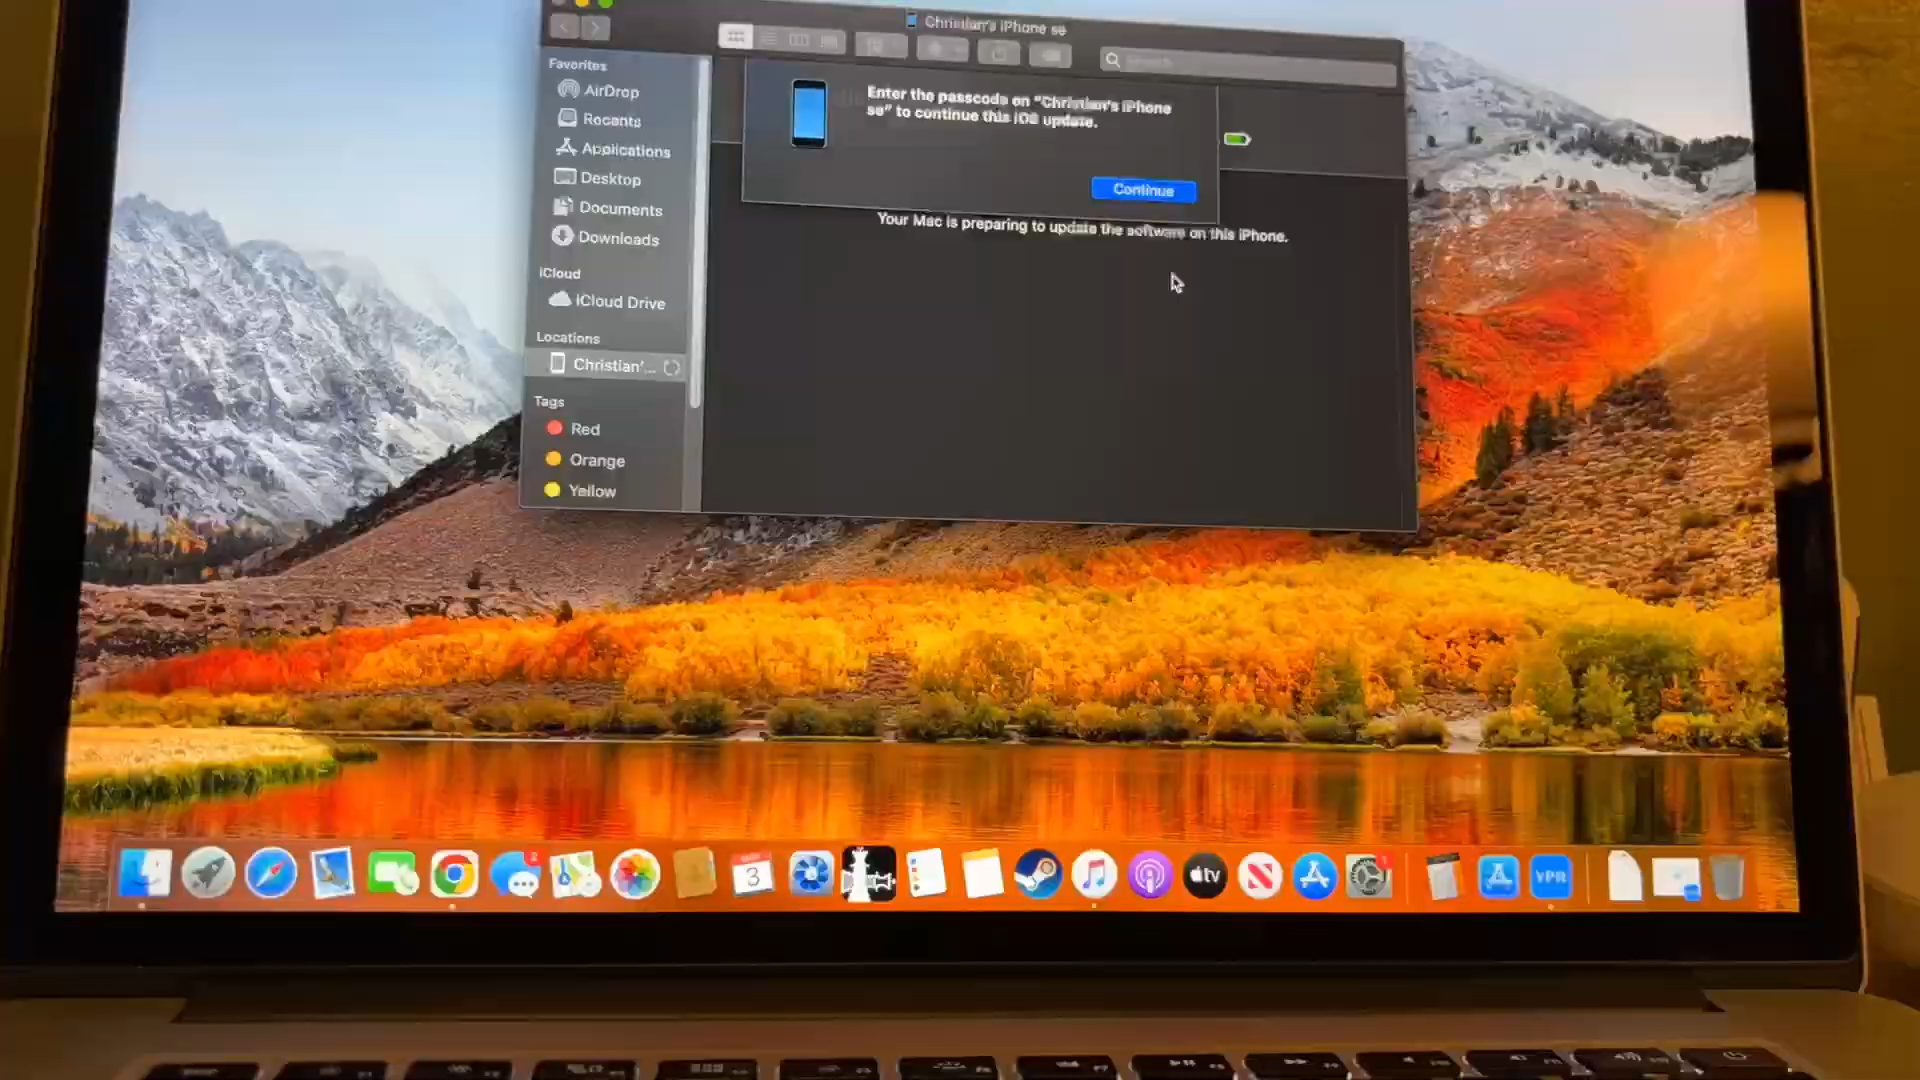 Christian's iPhone se
Search
Favorites
AirDrop
Recents
Applications
Desktop
Documents
Downloads
iCloud
iCloud Drive
Locations
Christian'...
Tags
Red
Orange
Yellow
Enter the passcode on "Christian's iPhone
se" to continue this iOS update.
Continue
Your Mac is preparing to update the software on this iPhone.
3
tv
VPR